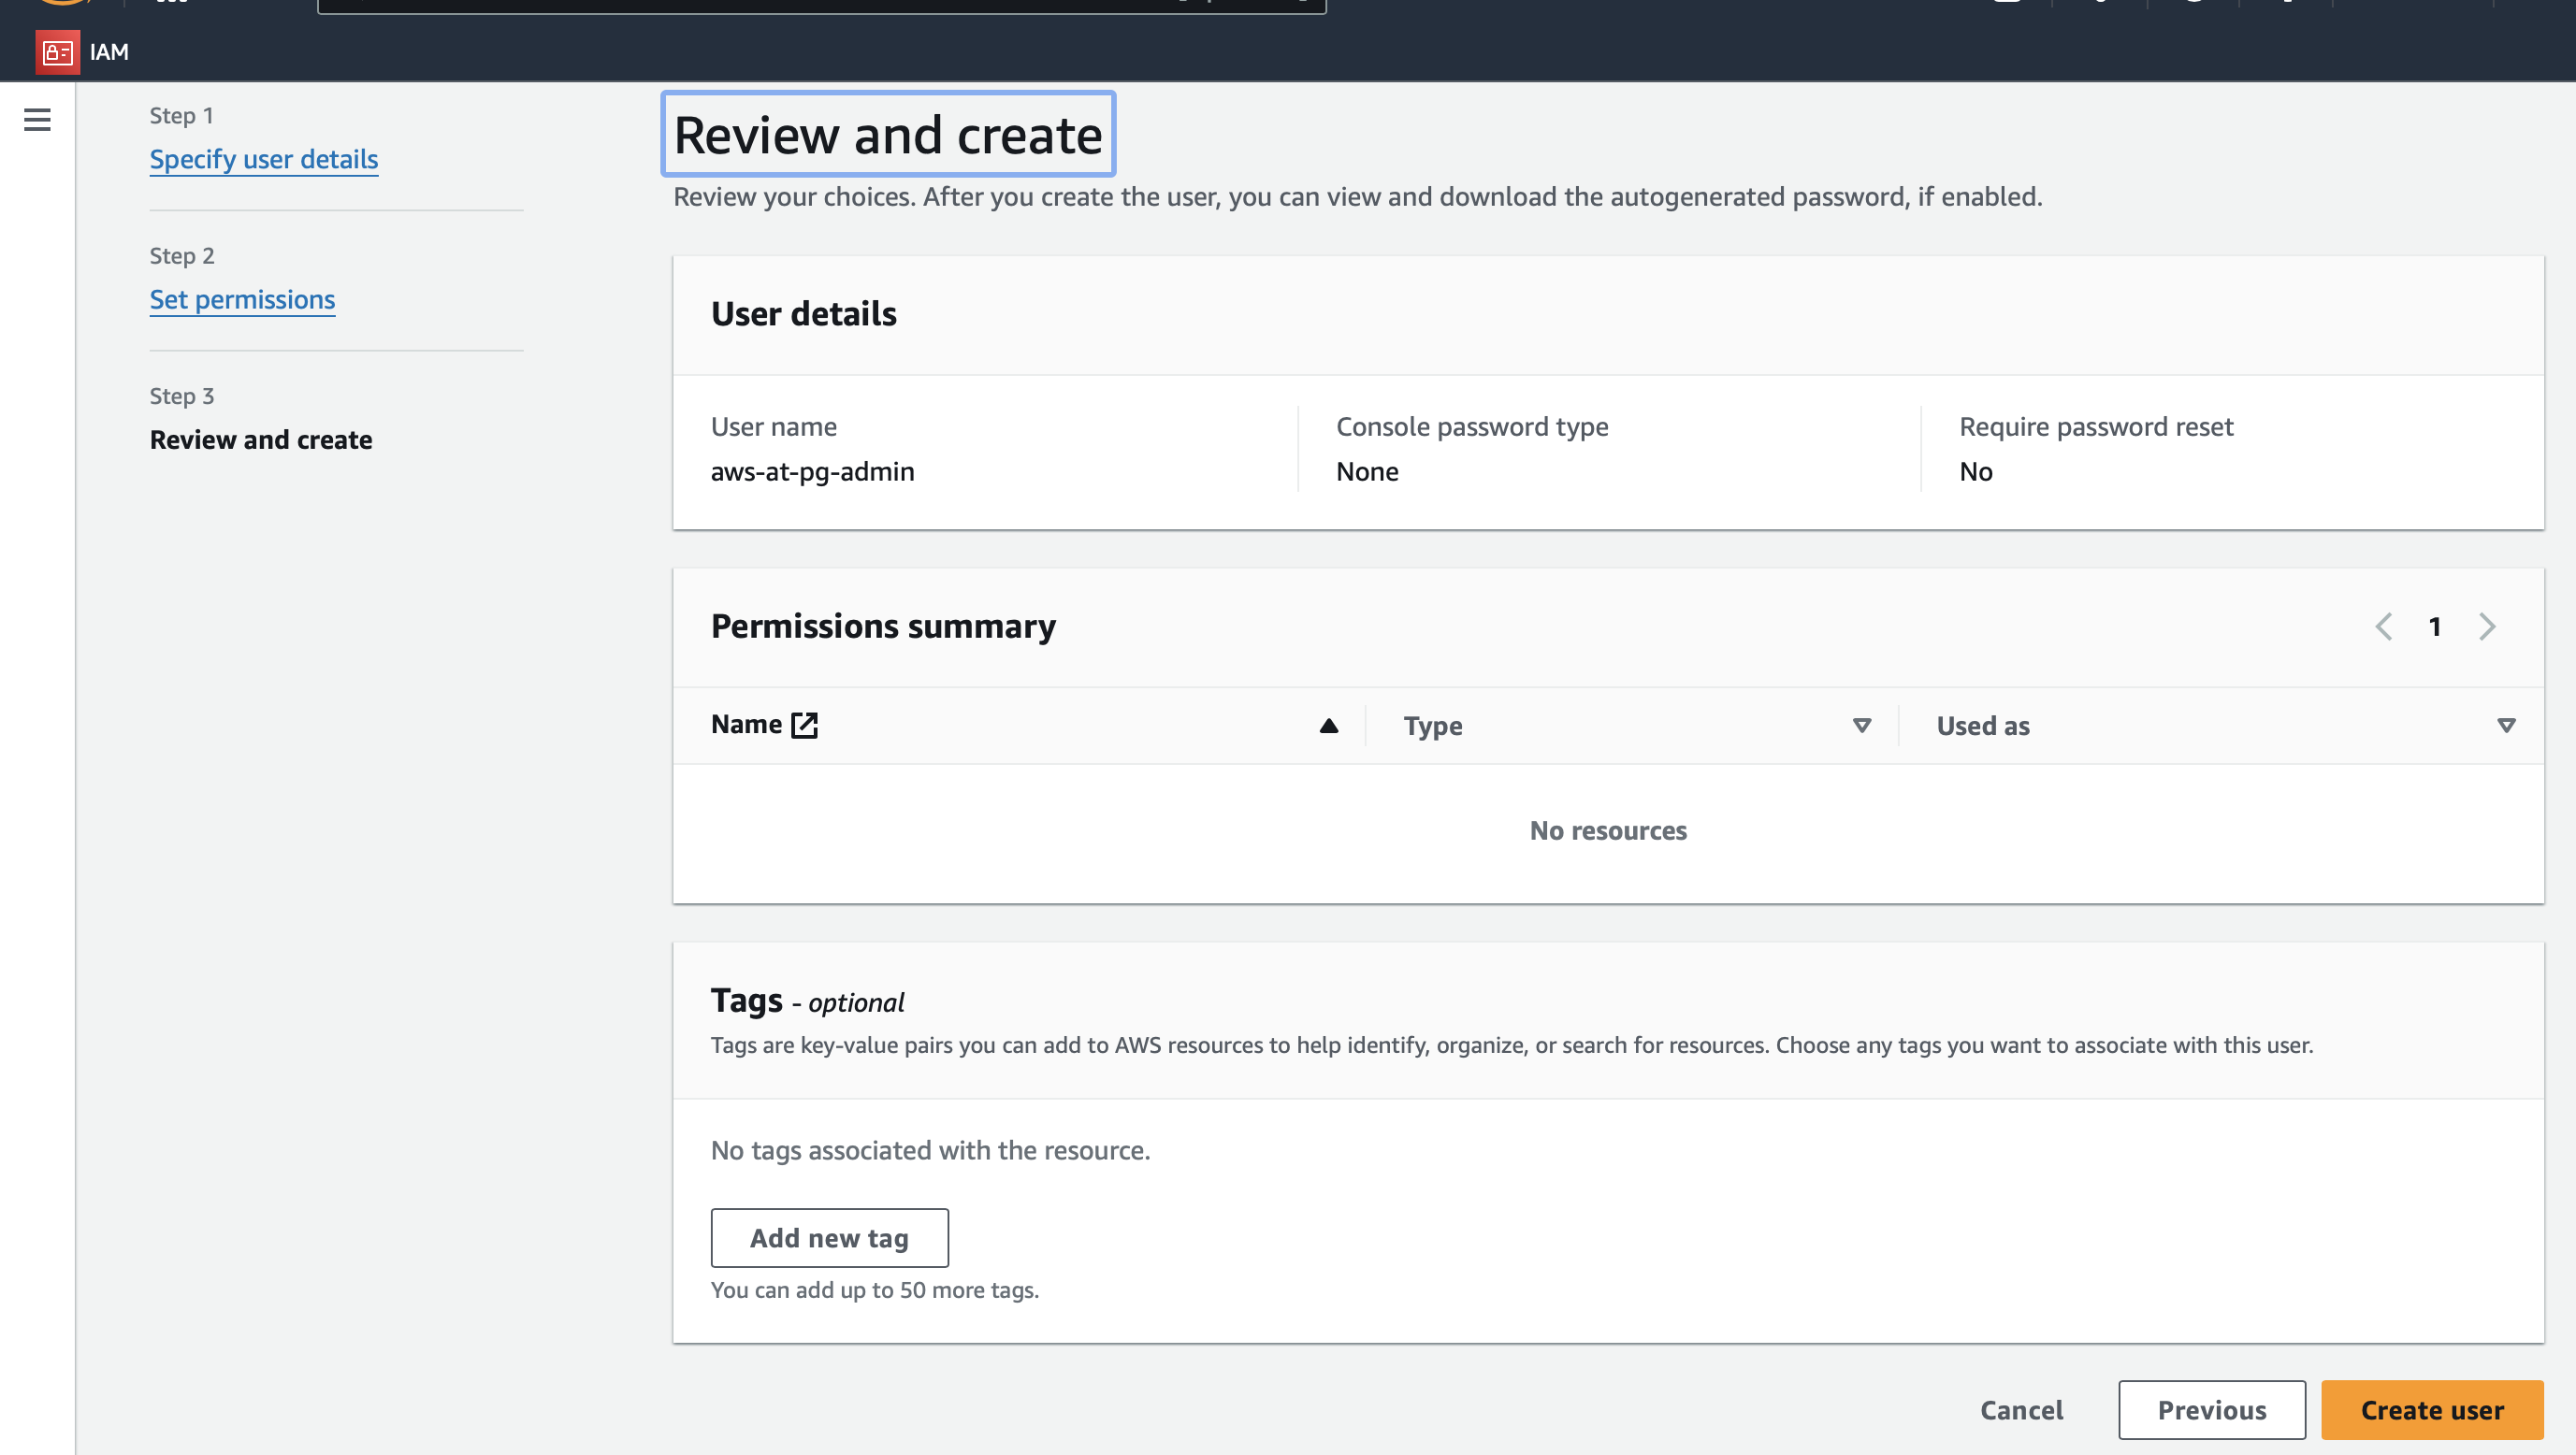 IAM
Step 1
Specify user details
Step 2
Set permissions
Step 3
Review and create
Review and create
Review your choices. After you create the user, you can view and download the autogenerated password, if enabled.
User details
User name
aws-at-pg-admin
Console password type
None
Require password reset
No
Permissions summary
1
Name
Type
Used as
No resources
Tags - optional
Tags are key-value pairs you can add to AWS resources to help identify, organize, or search for resources. Choose any tags you want to associate with this user.
No tags associated with the resource.
Add new tag
You can add up to 50 more tags.
Cancel
Previous
Create user